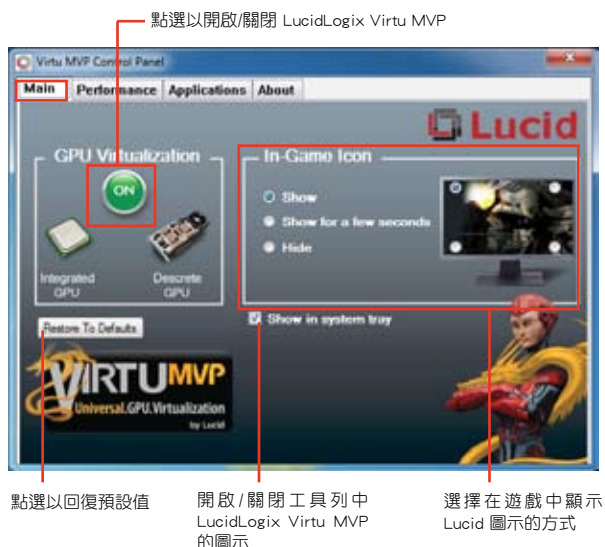 點選以開啟/關閉 LucidLogix Virtu MVP
Virtu MVP Control Panel
Main Performance Applications About
Lucid
GPU Virtualization
In-Game Icon
ON
Show
Show for a few seconds
Hide
Integrated GPU
Descrete GPU
Restore To Defaults
Show in system tray
VIRTU MVP
Universal.GPU.Virtualization
by Lucid
點選以回復預設值
開啟/關閉工具列中
LucidLogix Virtu MVP
的圖示
選擇在遊戲中顯示
Lucid 圖示的方式